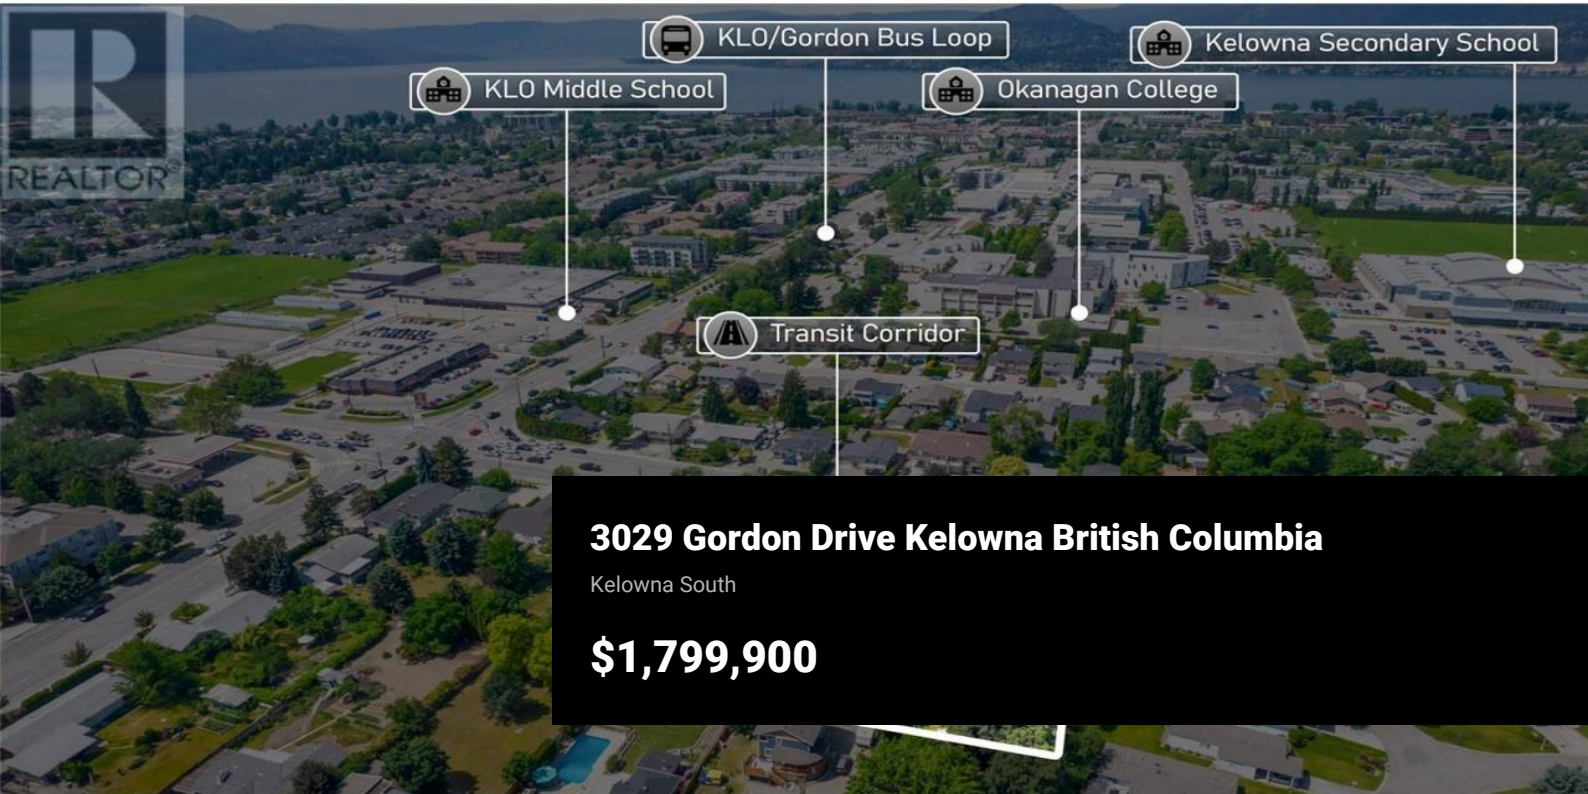 KLO/Gordon Bus Loop
Kelowna Secondary School
KLO Middle School
Okanagan College
REALTOR®
Transit Corridor
3029 Gordon Drive Kelowna British Columbia
Kelowna South
$1,799,900